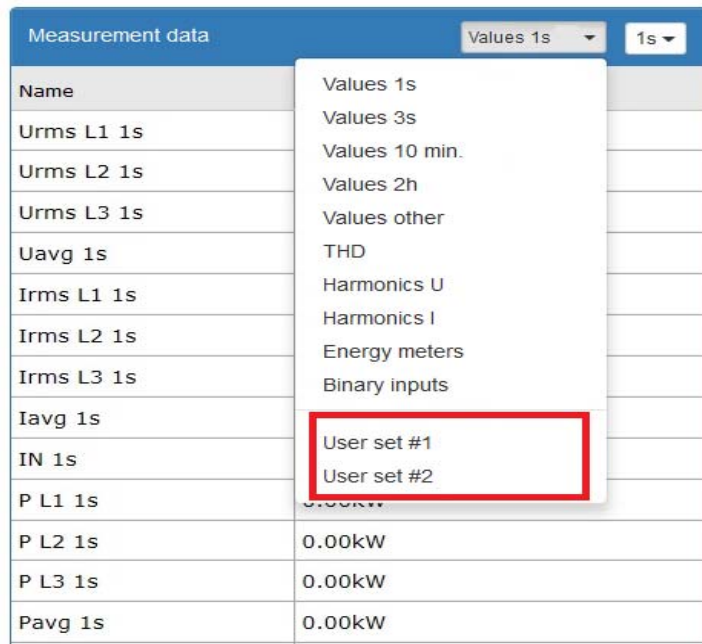 Measurement data Values 1s 1s
Name
Values 1s
Values 3s
Values 10 min.
Values 2h
Values other
THD
Harmonics U
Harmonics I
Energy meters
Binary inputs
User set #1
User set #2
Urms L1 1s
Urms L2 1s
Urms L3 1s
Uavg 1s
Irms L1 1s
Irms L2 1s
Irms L3 1s
Iavg 1s
IN 1s
P L1 1s 0.00kW
P L2 1s 0.00kW
P L3 1s 0.00kW
Pavg 1s 0.00kW